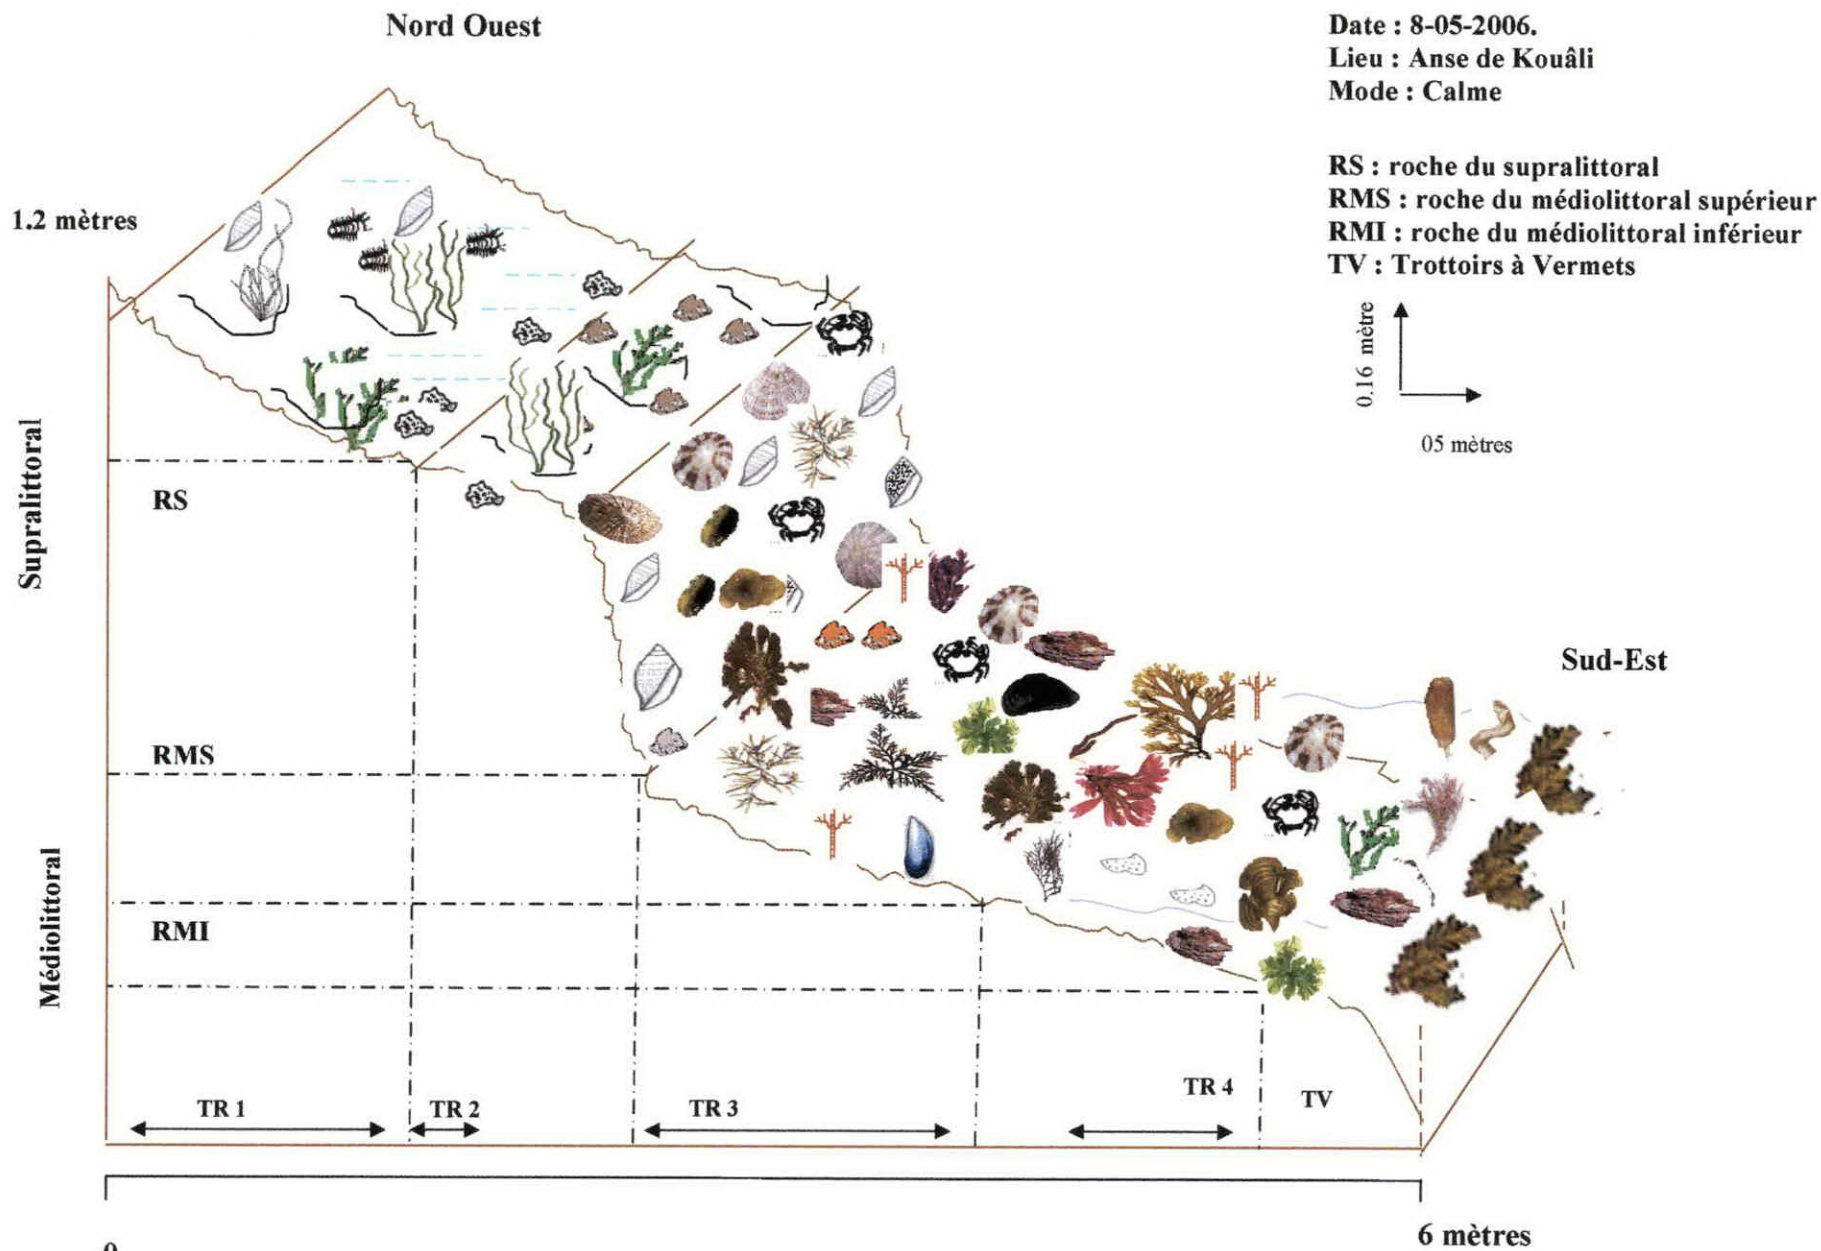 Nord Ouest
Date : 8-05-2006.
Lieu : Anse de Kouâli
Mode : Calme
RS : roche du supralittoral
RMS : roche du médiolittoral supérieur
RMI : roche du médiolittoral inférieur
TV : Trottoirs à Vermets
1.2 mètres
0.16 mètre
05 mètres
Supralittoral
RS
Sud-Est
RMS
Médiolittoral
RMI
TR 1
TR 2
TR 3
TR 4
TV
6 mètres
0